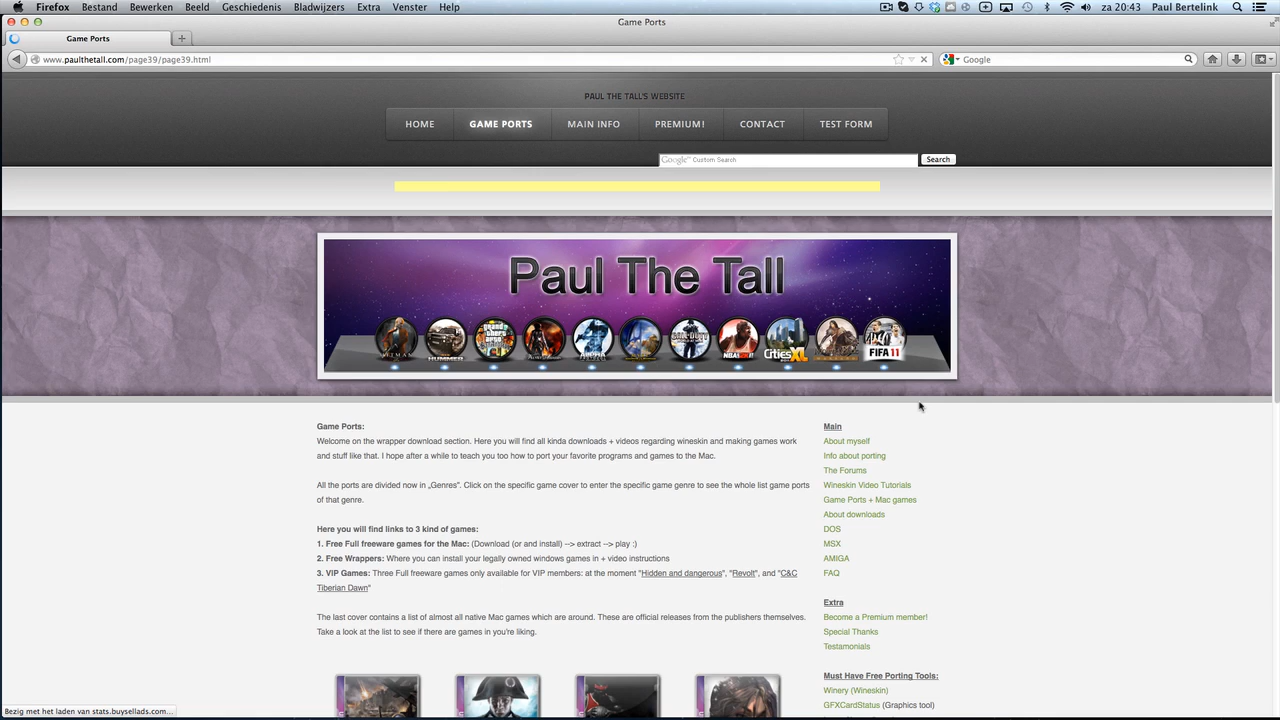 Firefox Bestand Bewerken Beeld Geschiedenis Bladwijzers Extra Venster Help za 20:43 Paul Bertelink
Game Ports
Game Ports
www.paulthetall.com/page39/page39.html Google
PAUL THE TALL'S WEBSITE
HOME GAME PORTS MAIN INFO PREMIUM! CONTACT TEST FORM
Google™ Custom Search Search
Paul The Tall
HITMAN HUMMER grand theft auto ALPHA CALL DUTY NBA2K11 CitiesXL FIFA 11
Game Ports:
Welcome on the wrapper download section. Here you will find all kinda downloads + videos regarding wineskin and making games work
and stuff like that. I hope after a while to teach you too how to port your favorite programs and games to the Mac.
All the ports are divided now in „Genres". Click on the specific game cover to enter the specific game genre to see the whole list game ports
of that genre.
Here you will find links to 3 kind of games:
1. Free Full freeware games for the Mac: (Download (or and install) --> extract --> play :)
2. Free Wrappers: Where you can install your legally owned windows games in + video instructions
3. VIP Games: Three Full freeware games only available for VIP members: at the moment "Hidden and dangerous", "Revolt", and "C&C
Tiberian Dawn"
The last cover contains a list of almost all native Mac games which are around. These are official releases from the publishers themselves.
Take a look at the list to see if there are games in you're liking.
Main
About myself
Info about porting
The Forums
Wineskin Video Tutorials
Game Ports + Mac games
About downloads
DOS
MSX
AMIGA
FAQ
Extra
Become a Premium member!
Special Thanks
Testamonials
Must Have Free Porting Tools:
Winery (Wineskin)
GFXCardStatus (Graphics tool)
Bezig met het laden van stats.buysellads.com...